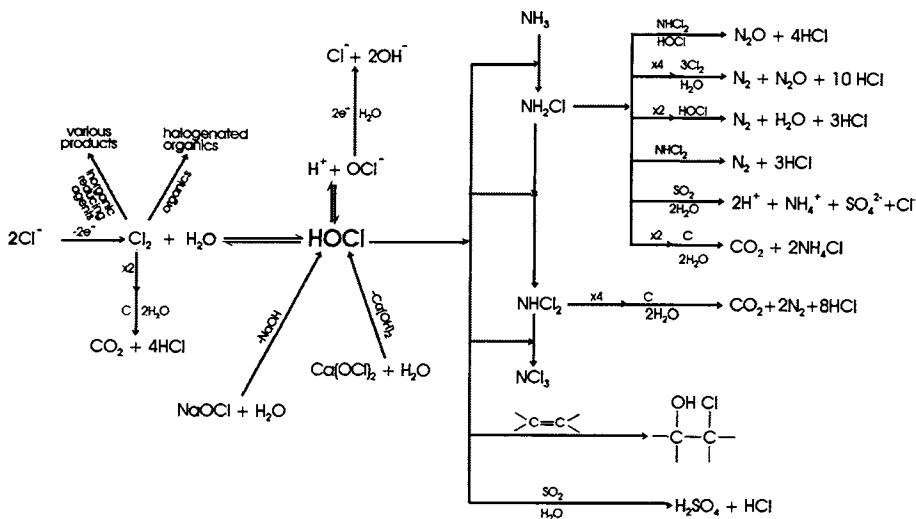 NH₃
NHCl₂
HOCl
N₂O + 4HCl
Cl⁻ + 2OH⁻
x4 3Cl₂
H₂O
N₂ + N₂O + 10 HCl
2e⁻ H₂O
NH₂Cl
x2 HOCl
N₂ + H₂O + 3HCl
various
products
halogenated
organics
H⁺ + OCl⁻
NHCl₂
N₂ + 3HCl
inorganic
reducing
agents
organics
SO₂
2H₂O
2H⁺ + NH₄⁺ + SO₄²⁻ + Cl⁻
2Cl⁻ -2e⁻ Cl₂ + H₂O HOCl
x2 C
2H₂O
CO₂ + 2NH₄Cl
x2
C 2H₂O
-NaOH
-Ca(OH)₂
NHCl₂ x4 C
2H₂O
CO₂+2N₂+8HCl
CO₂ + 4HCl
Ca(OCl)₂ + H₂O
NCl₃
NaOCl + H₂O
C=C
OH Cl
C C
SO₂
H₂O
H₂SO₄ + HCl